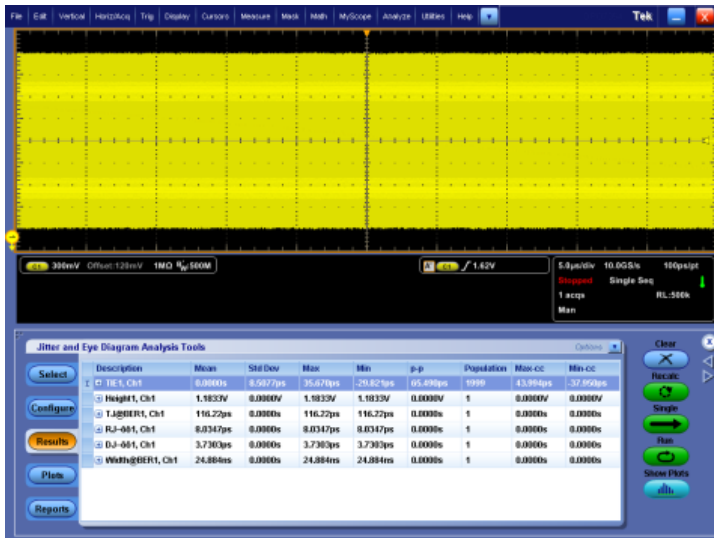 File Edit Vertical Horiz/Acq Trig Display Cursors Measure Mask Math MyScope Analyze Utilities Help Tek
C1 300mV Offset:120mV 1MΩ 500M
A' C1 1.62V
5.0µs/div 10.0GS/s 100ps/pt
Stopped Single Seq
1 acqs RL:500k
Man
Jitter and Eye Diagram Analysis Tools Options
Clear
Select
Configure
Results
Plots
Reports
Description Mean Std Dev Max Min p-p Population Max-cc Min-cc
TIE1, Ch1 0.0000s 8.5077ps 35.670ps -29.821ps 65.490ps 1999 43.994ps -37.950ps
Height1, Ch1 1.1833V 0.0000V 1.1833V 1.1833V 0.0000V 1 0.0000V 0.0000V
TJ@BER1, Ch1 116.22ps 0.0000s 116.22ps 116.22ps 0.0000s 1 0.0000s 0.0000s
RJ-δδ1, Ch1 8.0347ps 0.0000s 8.0347ps 8.0347ps 0.0000s 1 0.0000s 0.0000s
DJ-δδ1, Ch1 3.7303ps 0.0000s 3.7303ps 3.7303ps 0.0000s 1 0.0000s 0.0000s
Width@BER1, Ch1 24.884ns 0.0000s 24.884ns 24.884ns 0.0000s 1 0.0000s 0.0000s
Recalc
Single
Run
Show Plots